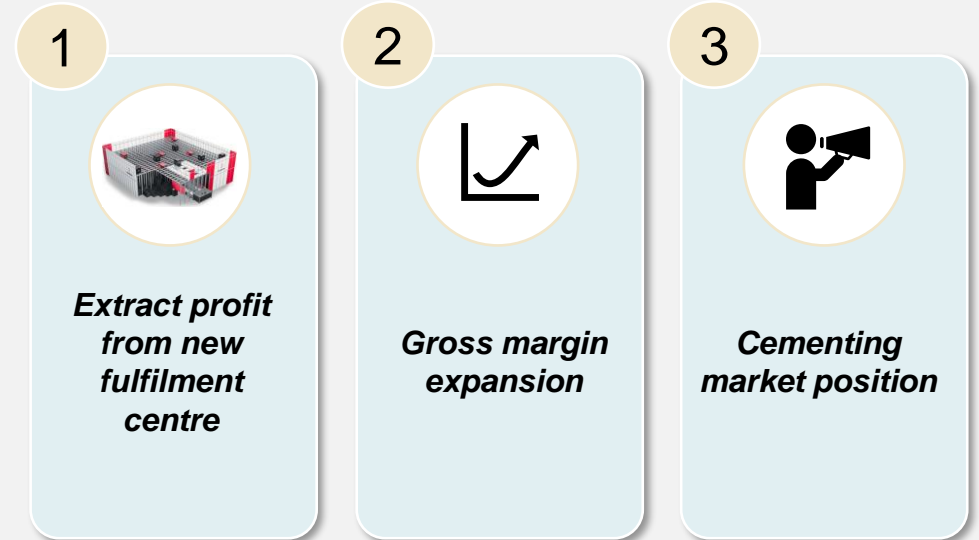 1
Extract profit
from new
fulfilment
centre
2
Gross margin
expansion
3
Cementing
market position